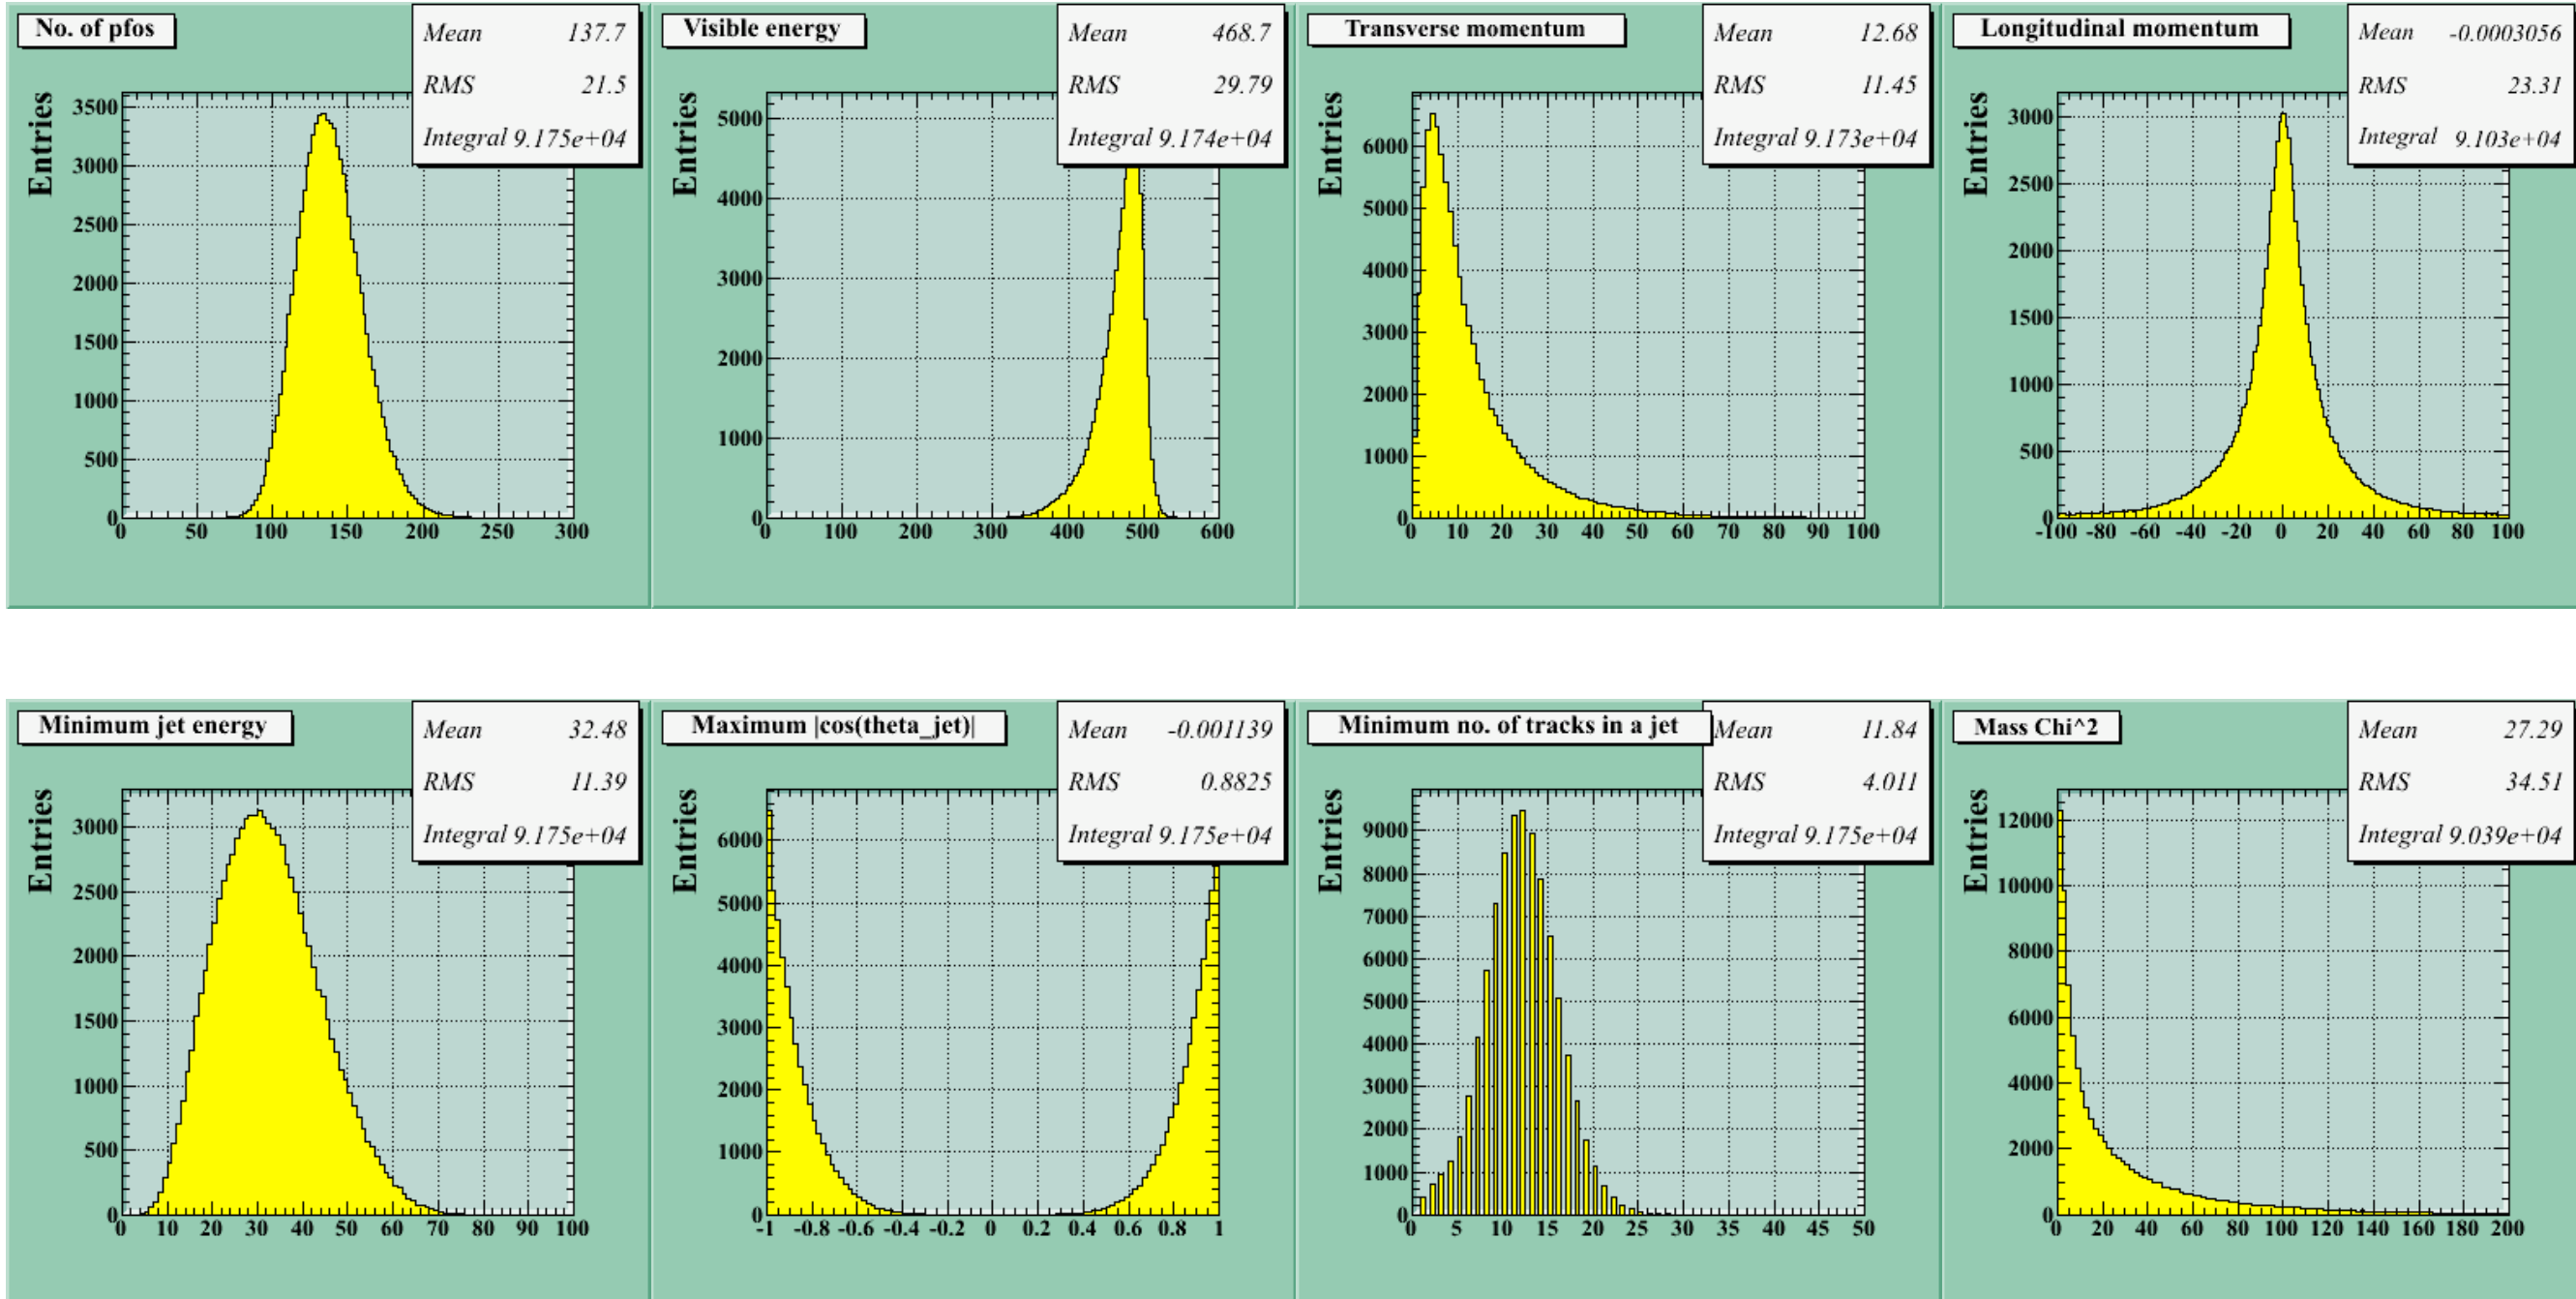 No. of pfos
Mean 137.7
RMS 21.5
Integral 9.175e+04
Entries
3500
3000
2500
2000
1500
1000
500
0
0 50 100 150 200 250 300
Visible energy
Mean 468.7
RMS 29.79
Integral 9.174e+04
Entries
5000
4000
3000
2000
1000
0
0 100 200 300 400 500 600
Transverse momentum
Mean 12.68
RMS 11.45
Integral 9.173e+04
Entries
6000
5000
4000
3000
2000
1000
0
0 10 20 30 40 50 60 70 80 90 100
Longitudinal momentum
Mean -0.0003056
RMS 23.31
Integral 9.103e+04
Entries
3000
2500
2000
1500
1000
500
0
-100 -80 -60 -40 -20 0 20 40 60 80 100
Minimum jet energy
Mean 32.48
RMS 11.39
Integral 9.175e+04
Entries
3000
2500
2000
1500
1000
500
0
0 10 20 30 40 50 60 70 80 90 100
Maximum |cos(theta_jet)|
Mean -0.001139
RMS 0.8825
Integral 9.175e+04
Entries
6000
5000
4000
3000
2000
1000
0
-1 -0.8 -0.6 -0.4 -0.2 0 0.2 0.4 0.6 0.8 1
Minimum no. of tracks in a jet
Mean 11.84
RMS 4.011
Integral 9.175e+04
Entries
9000
8000
7000
6000
5000
4000
3000
2000
1000
0
0 5 10 15 20 25 30 35 40 45 50
Mass Chi^2
Mean 27.29
RMS 34.51
Integral 9.039e+04
Entries
12000
10000
8000
6000
4000
2000
0
0 20 40 60 80 100 120 140 160 180 200